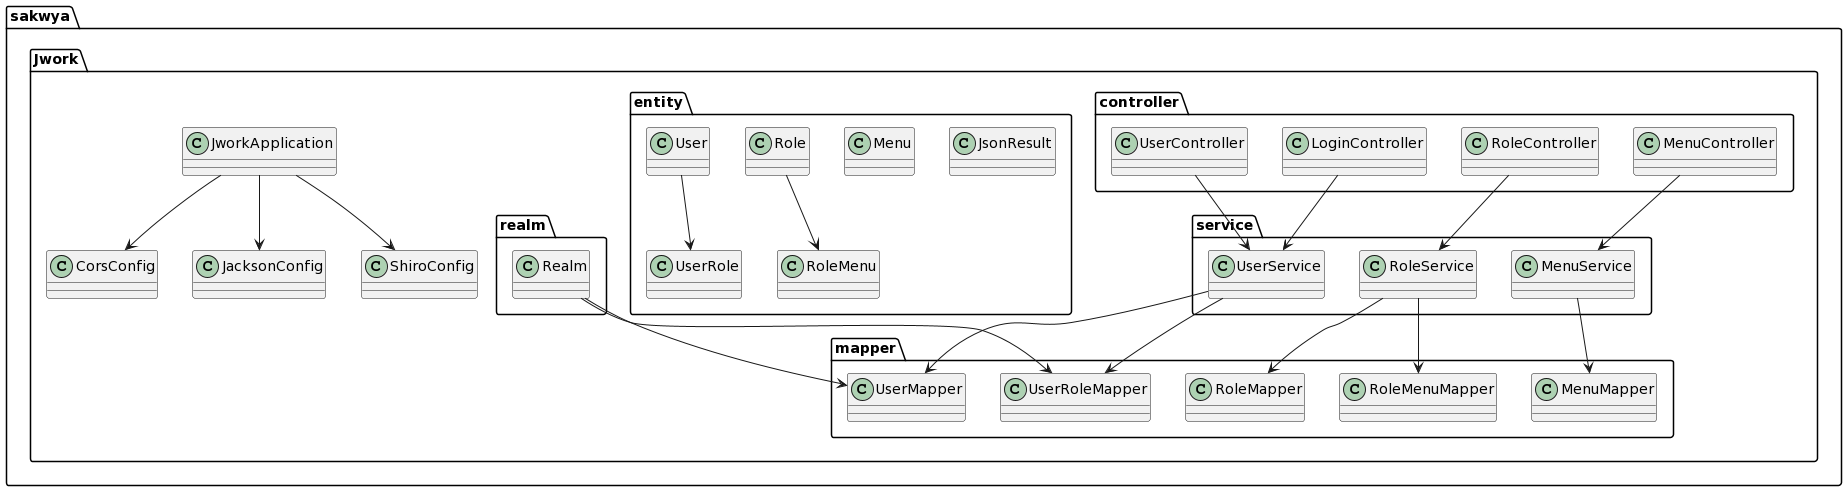 sakwya
Jwork
entity
controller
C JworkApplication
C User
C Role
C Menu
C JsonResult
C UserController
C LoginController
C RoleController
C MenuController
realm
service
C CorsConfig
C JacksonConfig
C ShiroConfig
C Realm
C UserRole
C RoleMenu
C UserService
C RoleService
C MenuService
mapper
C UserMapper
C UserRoleMapper
C RoleMapper
C RoleMenuMapper
C MenuMapper